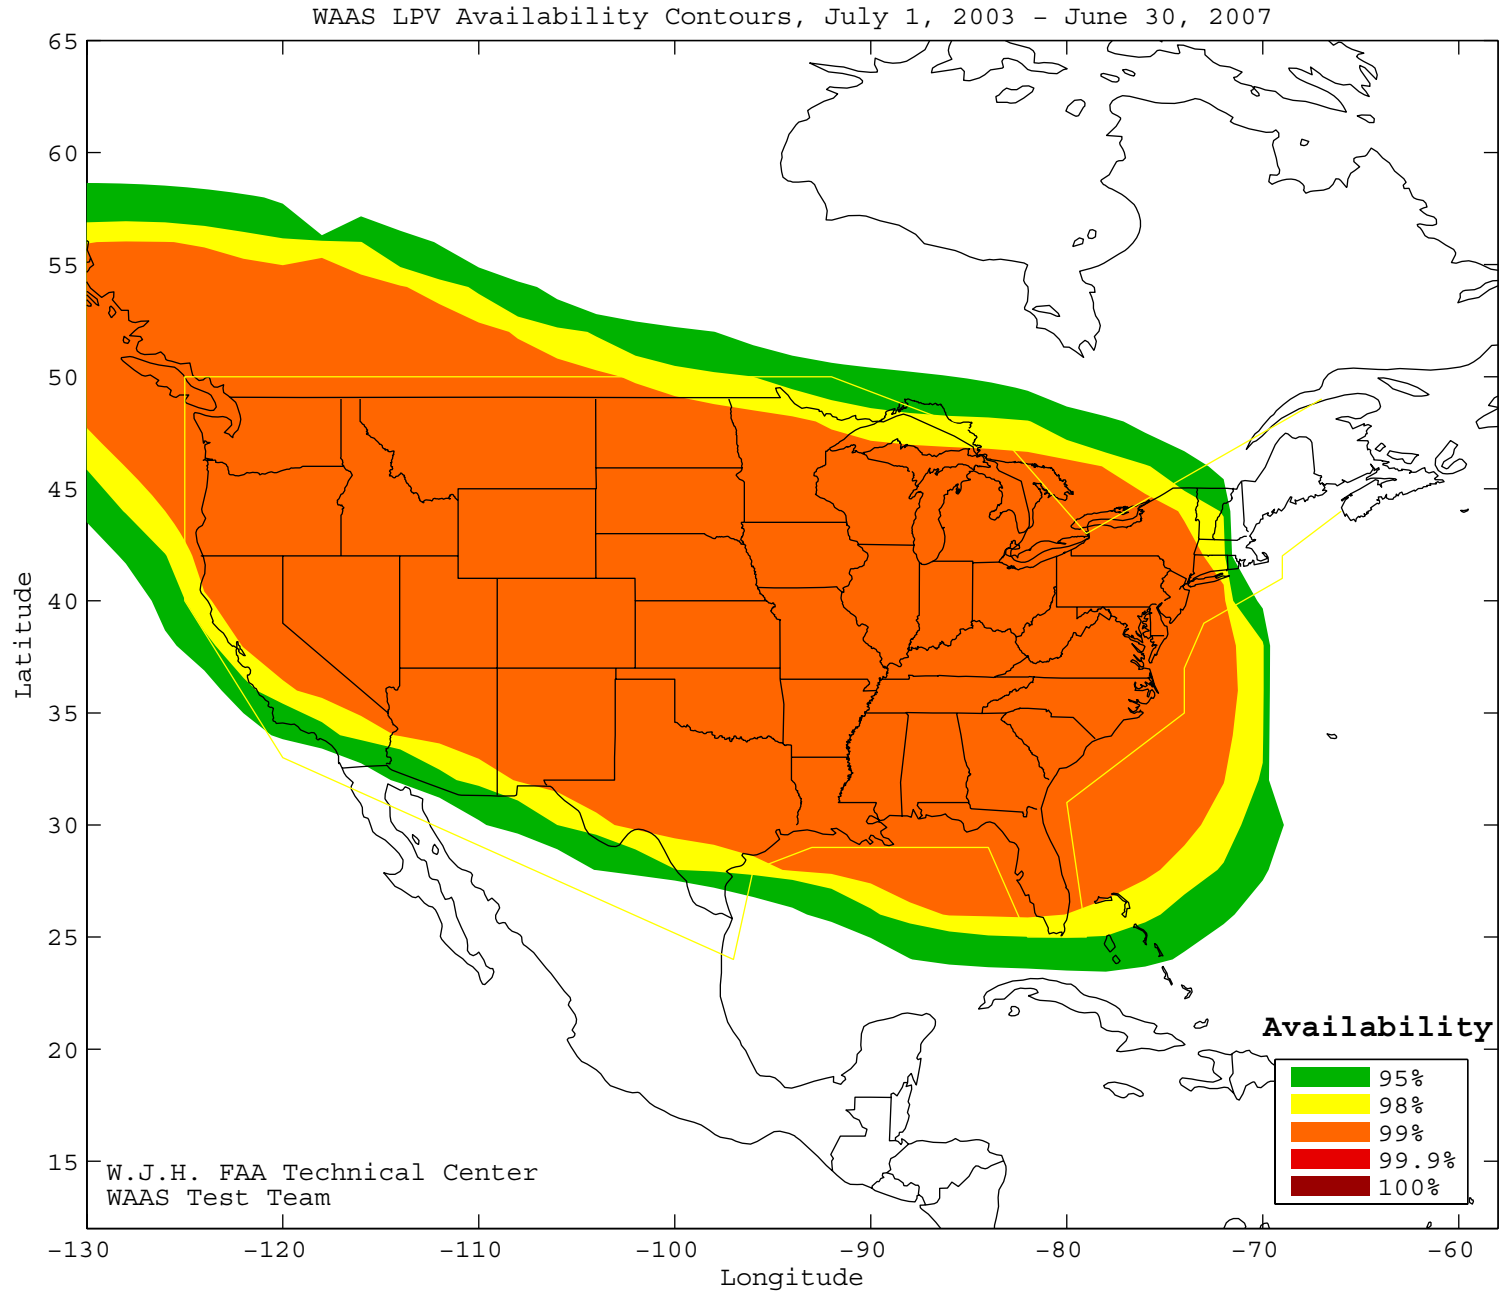 WAAS LPV Availability Contours, July 1, 2003 - June 30, 2007
65
60
55
50
45
40
35
30
25
20
15
Latitude
Availability
95%
98%
99%
99.9%
100%
W.J.H. FAA Technical Center
WAAS Test Team
-130 -120 -110 -100 -90 -80 -70 -60
Longitude